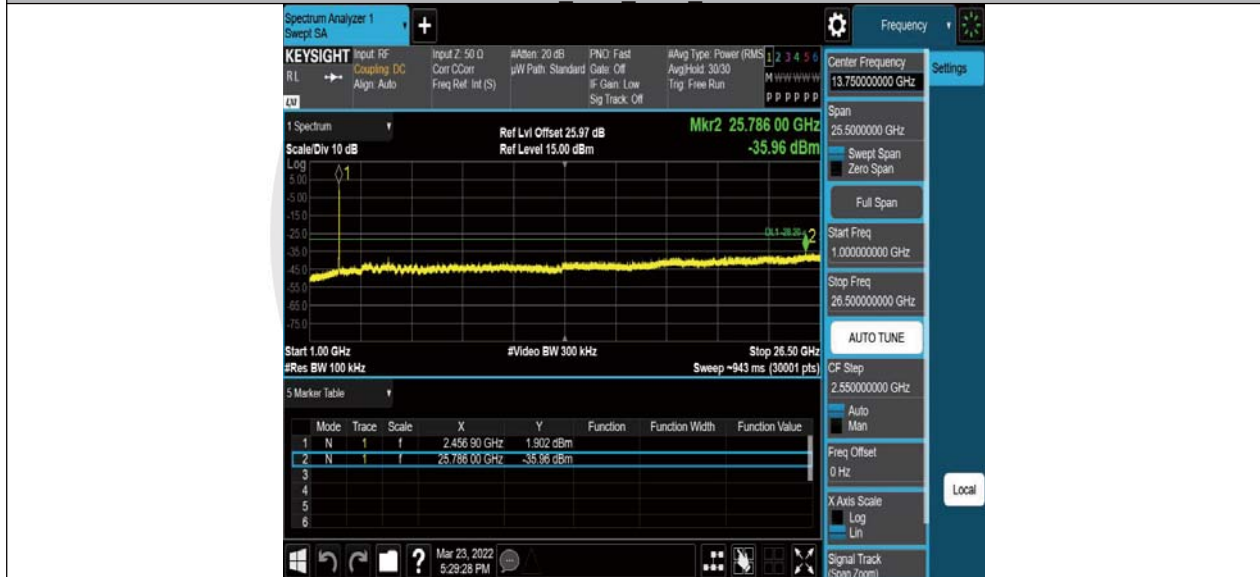 Spectrum Analyzer 1
Swept SA
+
Frequency
KEYSIGHT
RL
LXI
Input: RF
Coupling: DC
Align: Auto
Input Z: 50 Ω
Corr CCorr
Freq Ref: Int (S)
#Atten: 20 dB
µW Path: Standard
PNO: Fast
Gate: Off
IF Gain: Low
Sig Track: Off
#Avg Type: Power (RMS
Avg|Hold: 30/30
Trig: Free Run
1 2 3 4 5 6
M W W W W W
P P P P P P
Center Frequency
13.750000000 GHz
Settings
Span
25.5000000 GHz
Swept Span
Zero Span
Full Span
Start Freq
1.000000000 GHz
Stop Freq
26.500000000 GHz
AUTO TUNE
CF Step
2.550000000 GHz
Auto
Man
Freq Offset
0 Hz
X Axis Scale
Log
Lin
Signal Track
(Span Zoom)
Local
1 Spectrum
Scale/Div 10 dB
Ref Lvl Offset 25.97 dB
Ref Level 15.00 dBm
Mkr2 25.786 00 GHz
-35.96 dBm
Log
5.00
-5.00
-15.0
-25.0
-35.0
-45.0
-55.0
-65.0
-75.0
1
DL1 -28.20
2
Start 1.00 GHz
#Res BW 100 kHz
#Video BW 300 kHz
Stop 26.50 GHz
Sweep ~943 ms (30001 pts)
5 Marker Table
Mode Trace Scale X Y Function Function Width Function Value
1 N 1 f 2.456 90 GHz 1.902 dBm
2 N 1 f 25.786 00 GHz -35.96 dBm
3
4
5
6
?
Mar 23, 2022
5:29:28 PM